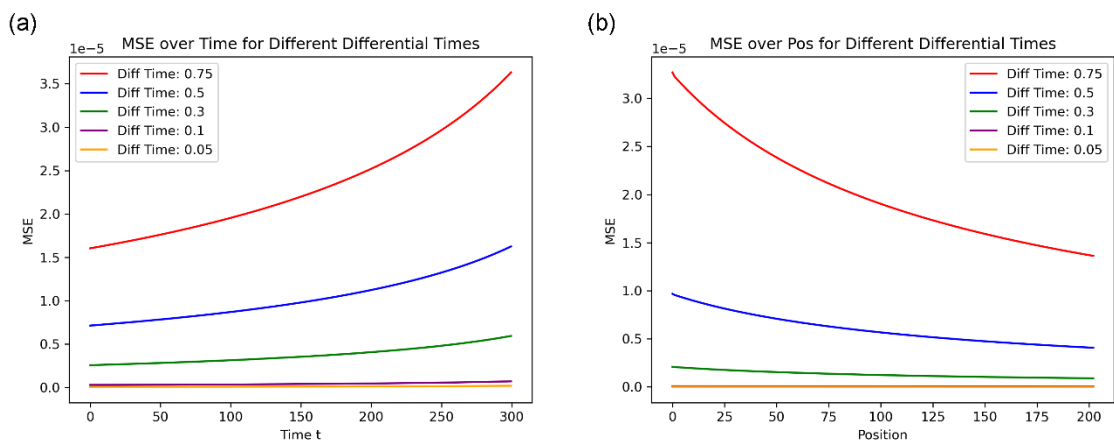 (a)
MSE over Time for Different Differential Times
1e−5
Diff Time: 0.75
Diff Time: 0.5
Diff Time: 0.3
Diff Time: 0.1
Diff Time: 0.05
3.5
3.0
2.5
2.0
1.5
1.0
0.5
0.0
MSE
0 50 100 150 200 250 300
Time t
(b)
MSE over Pos for Different Differential Times
1e−5
Diff Time: 0.75
Diff Time: 0.5
Diff Time: 0.3
Diff Time: 0.1
Diff Time: 0.05
3.0
2.5
2.0
1.5
1.0
0.5
0.0
MSE
0 25 50 75 100 125 150 175 200
Position